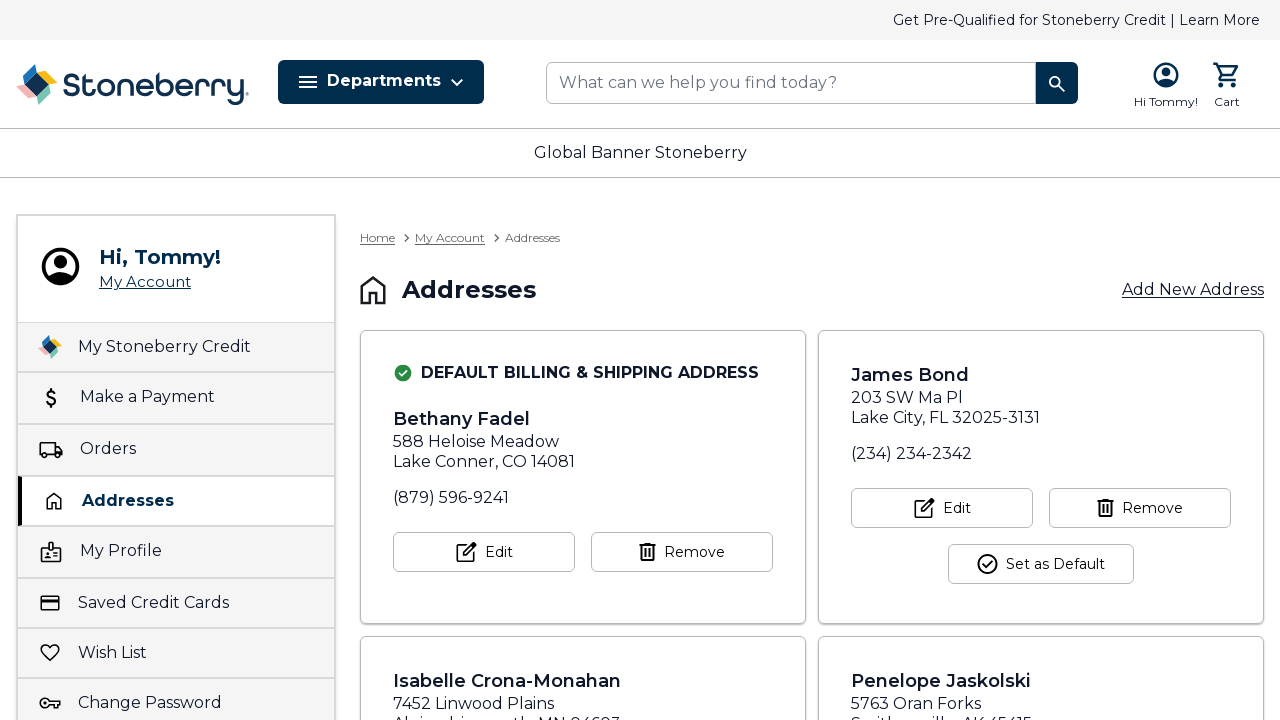 Get Pre-Qualified for Stoneberry Credit | Learn More
Stoneberry
Departments
What can we help you find today?
Hi Tommy!
Cart
Global Banner Stoneberry
Hi, Tommy!
My Account
My Stoneberry Credit
Make a Payment
Orders
Addresses
My Profile
Saved Credit Cards
Wish List
Change Password
Home
My Account
Addresses
Addresses
Add New Address
DEFAULT BILLING & SHIPPING ADDRESS
Bethany Fadel
588 Heloise Meadow
Lake Conner, CO 14081
(879) 596-9241
Edit
Remove
James Bond
203 SW Ma Pl
Lake City, FL 32025-3131
(234) 234-2342
Edit
Remove
Set as Default
Isabelle Crona-Monahan
7452 Linwood Plains
Penelope Jaskolski
5763 Oran Forks